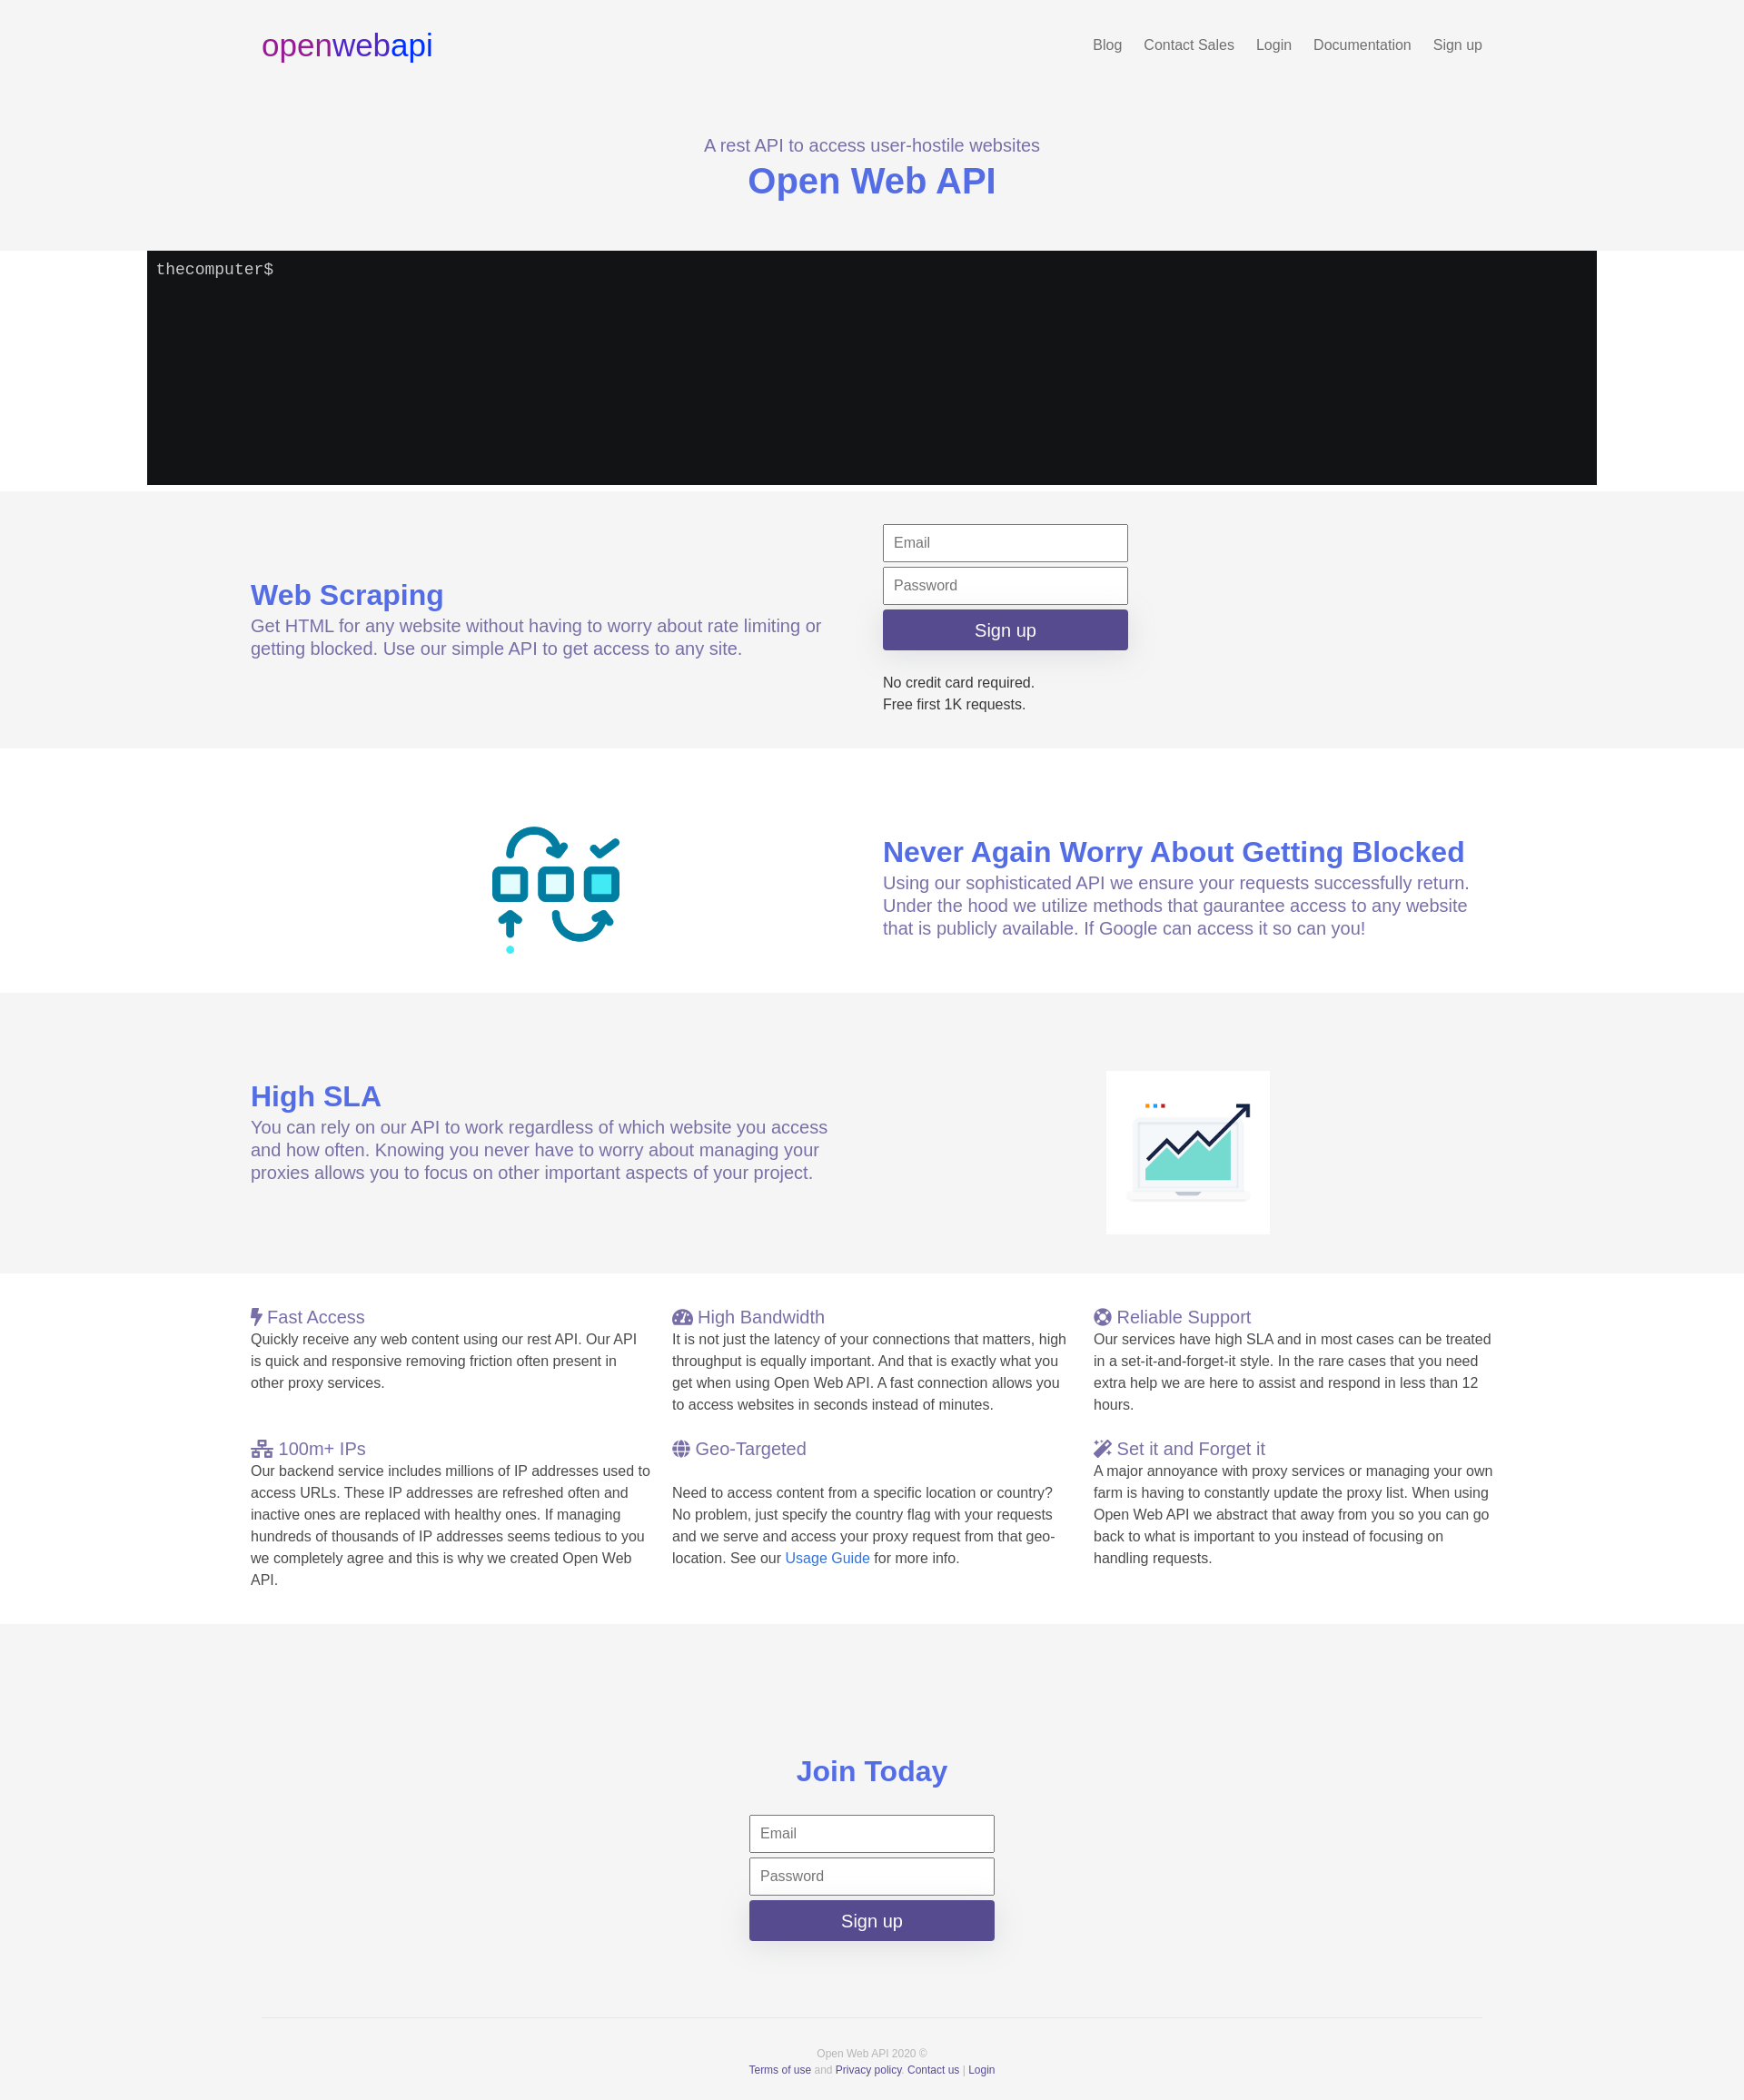 openwebapi
Blog Contact Sales Login Documentation Sign up
A rest API to access user-hostile websites
Open Web API
thecomputer$
Web Scraping
Get HTML for any website without having to worry about rate limiting or
getting blocked. Use our simple API to get access to any site.
Email
Password
Sign up
No credit card required.
Free first 1K requests.
Never Again Worry About Getting Blocked
Using our sophisticated API we ensure your requests successfully return.
Under the hood we utilize methods that gaurantee access to any website
that is publicly available. If Google can access it so can you!
High SLA
You can rely on our API to work regardless of which website you access
and how often. Knowing you never have to worry about managing your
proxies allows you to focus on other important aspects of your project.
Fast Access
Quickly receive any web content using our rest API. Our API
is quick and responsive removing friction often present in
other proxy services.
High Bandwidth
It is not just the latency of your connections that matters, high
throughput is equally important. And that is exactly what you
get when using Open Web API. A fast connection allows you
to access websites in seconds instead of minutes.
Reliable Support
Our services have high SLA and in most cases can be treated
in a set-it-and-forget-it style. In the rare cases that you need
extra help we are here to assist and respond in less than 12
hours.
100m+ IPs
Our backend service includes millions of IP addresses used to
access URLs. These IP addresses are refreshed often and
inactive ones are replaced with healthy ones. If managing
hundreds of thousands of IP addresses seems tedious to you
we completely agree and this is why we created Open Web
API.
Geo-Targeted
Need to access content from a specific location or country?
No problem, just specify the country flag with your requests
and we serve and access your proxy request from that geo-
location. See our Usage Guide for more info.
Set it and Forget it
A major annoyance with proxy services or managing your own
farm is having to constantly update the proxy list. When using
Open Web API we abstract that away from you so you can go
back to what is important to you instead of focusing on
handling requests.
Join Today
Email
Password
Sign up
Open Web API 2020 ©
Terms of use and Privacy policy. Contact us | Login